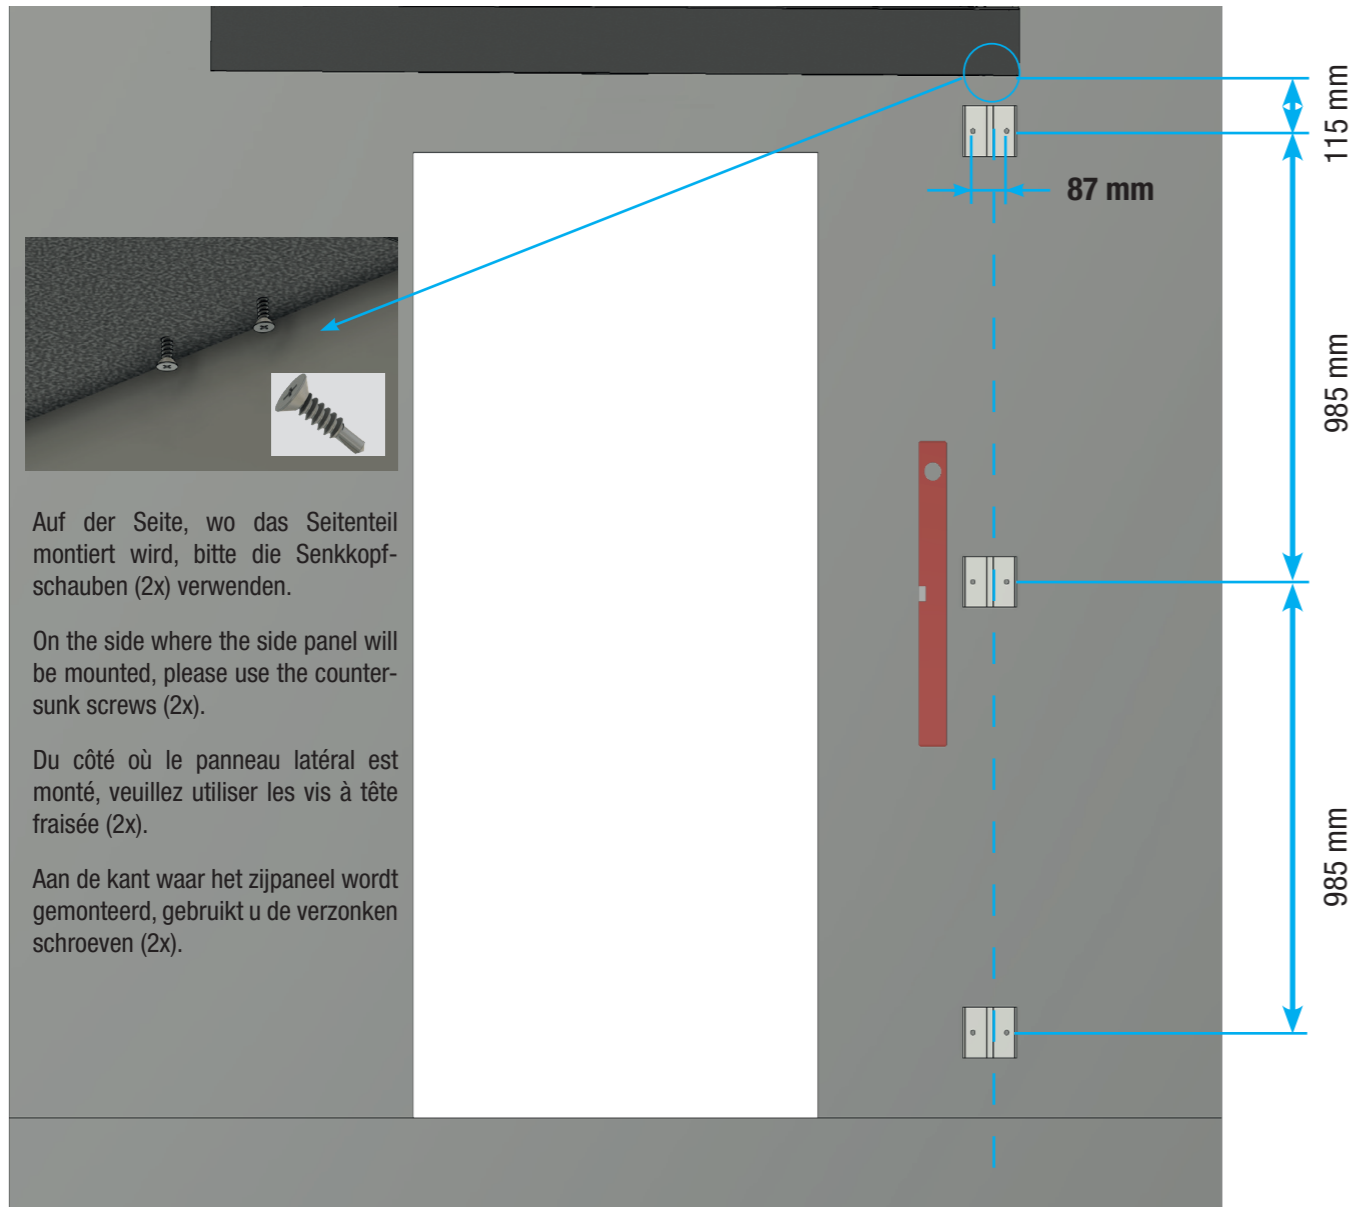 115 mm
87 mm
985 mm
985 mm
Auf der Seite, wo das Seitenteil
montiert wird, bitte die Senkkopf-
schauben (2x) verwenden.
On the side where the side panel will
be mounted, please use the counter-
sunk screws (2x).
Du côté où le panneau latéral est
monté, veuillez utiliser les vis à tête
fraisée (2x).
Aan de kant waar het zijpaneel wordt
gemonteerd, gebruikt u de verzonken
schroeven (2x).